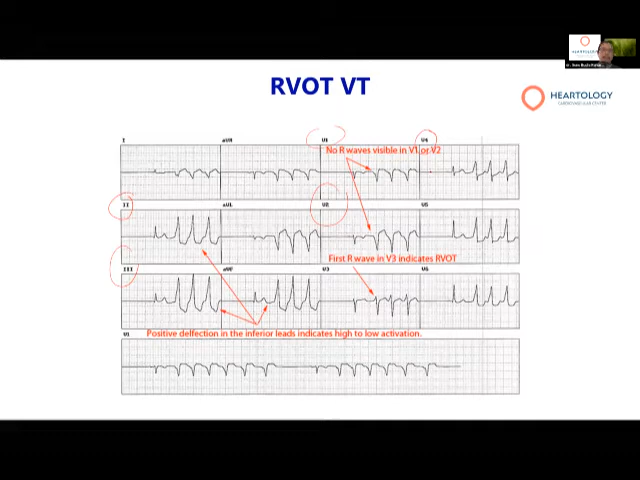 RVOT VT
HEARTOLOGY
CARDIOVASCULAR CENTER
I
aVR
V1
V4
No R waves visible in V1 or V2
II
aVL
V2
V5
First R wave in V3 indicates RVOT
III
aVF
V3
V6
Positive delfection in the inferior leads indicates high to low activation.
V1